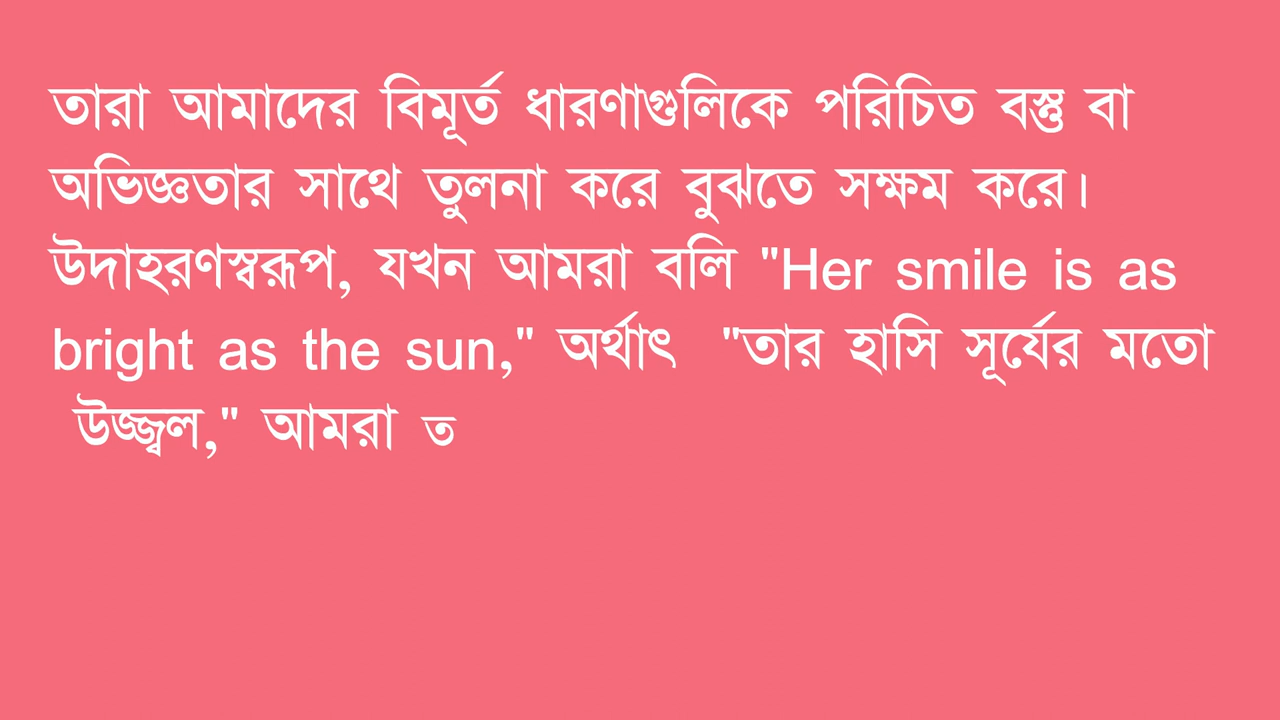 তারা আমাদের বিমূর্ত ধারণাগুলিকে পরিচিত বস্তু বা
অভিজ্ঞতার সাথে তুলনা করে বুঝতে সক্ষম করে।
উদাহরণস্বরূপ, যখন আমরা বলি "Her smile is as
bright as the sun," অর্থাৎ "তার হাসি সূর্যের মতো
উজ্জ্বল," আমরা ত